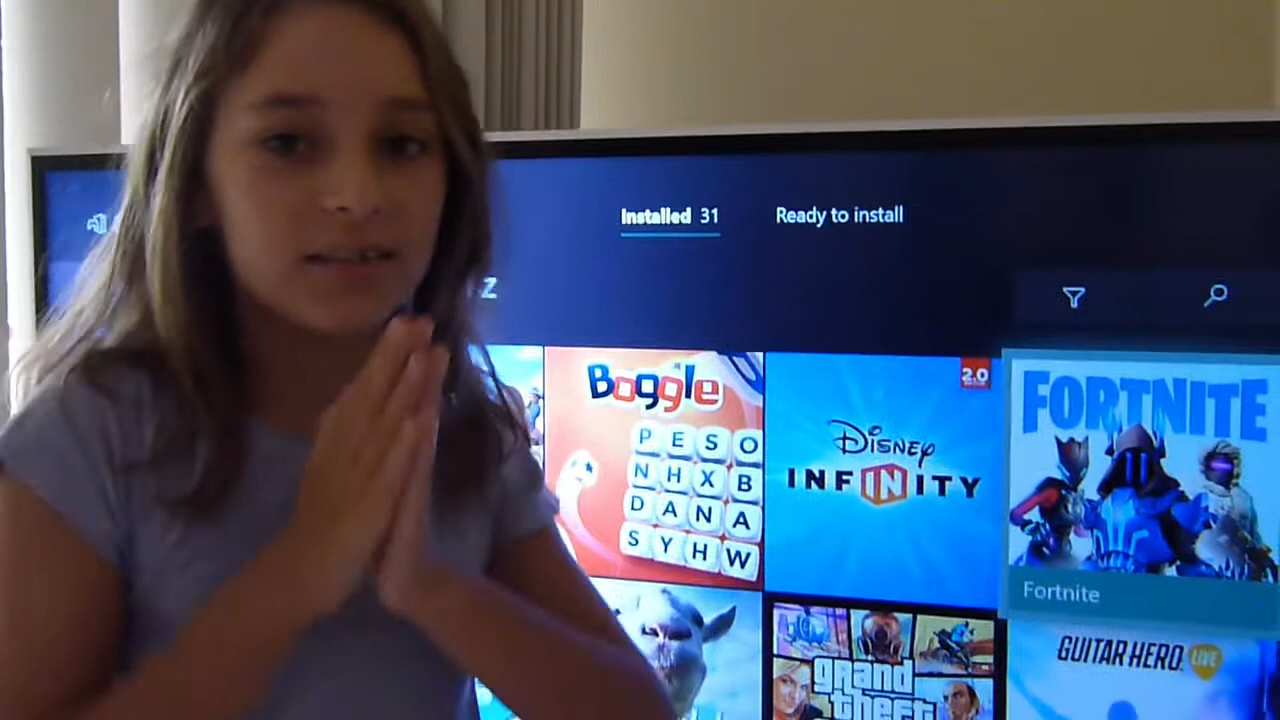 Installed 31
Ready to install
Z
Boggle
P E S O
N H X B
D A N A
S Y H W
2.0
DISNEY
INFINITY
FORTNITE
Fortnite
grand
theft
GUITAR HERO LIVE